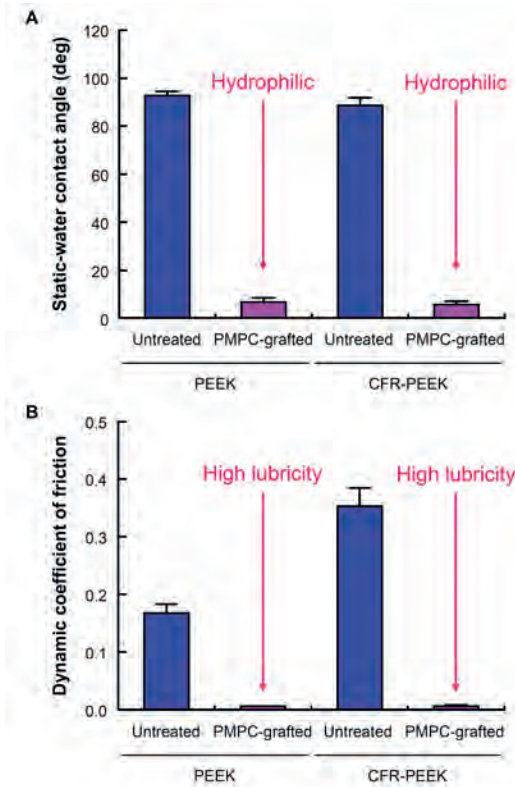 A
Static-water contact angle (deg)
120
100
80
60
40
20
0
Hydrophilic
Hydrophilic
Untreated PMPC-grafted Untreated PMPC-grafted
PEEK CFR-PEEK
B
Dynamic coefficient of friction
0.5
0.4
0.3
0.2
0.1
0.0
High lubricity
High lubricity
Untreated PMPC-grafted Untreated PMPC-grafted
PEEK CFR-PEEK